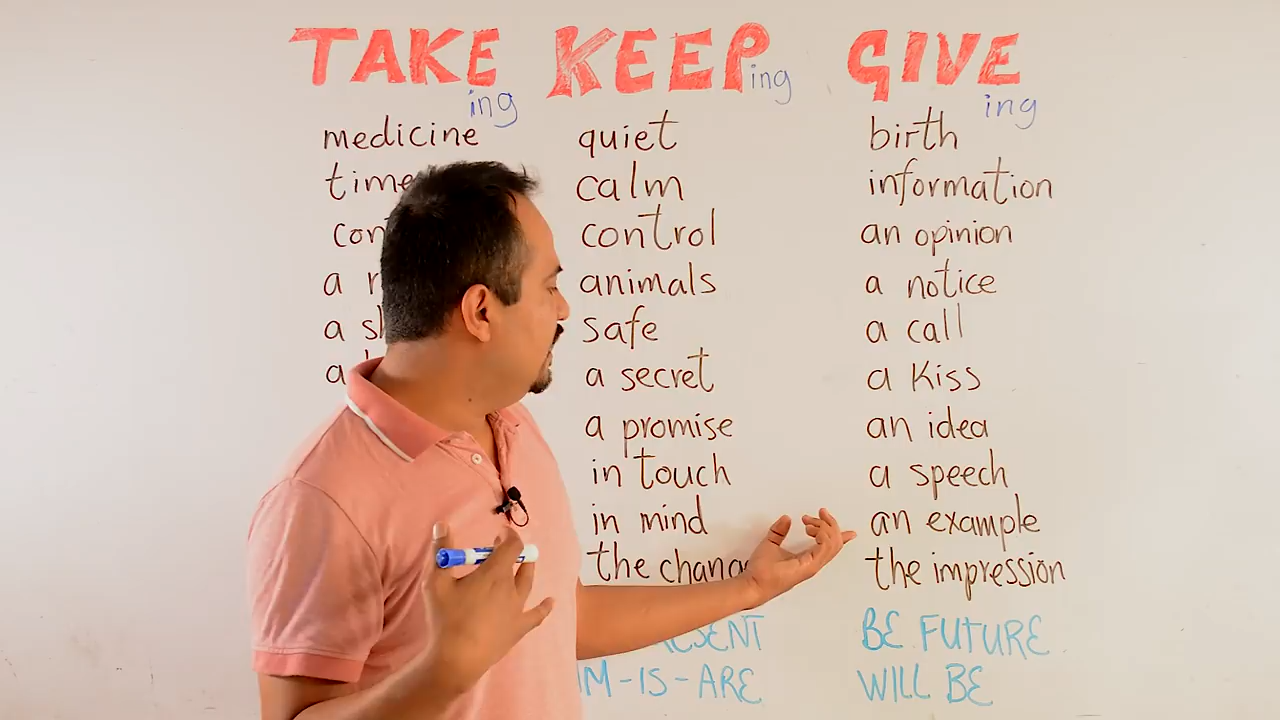 TAKE KEEP GIVE
ing ing ing
medicine quiet birth
time calm information
control an opinion
a animals a notice
a safe a call
a a secret a kiss
a promise an idea
in touch a speech
in mind an example
the the impression
BE FUTURE
IS-ARE WILL BE